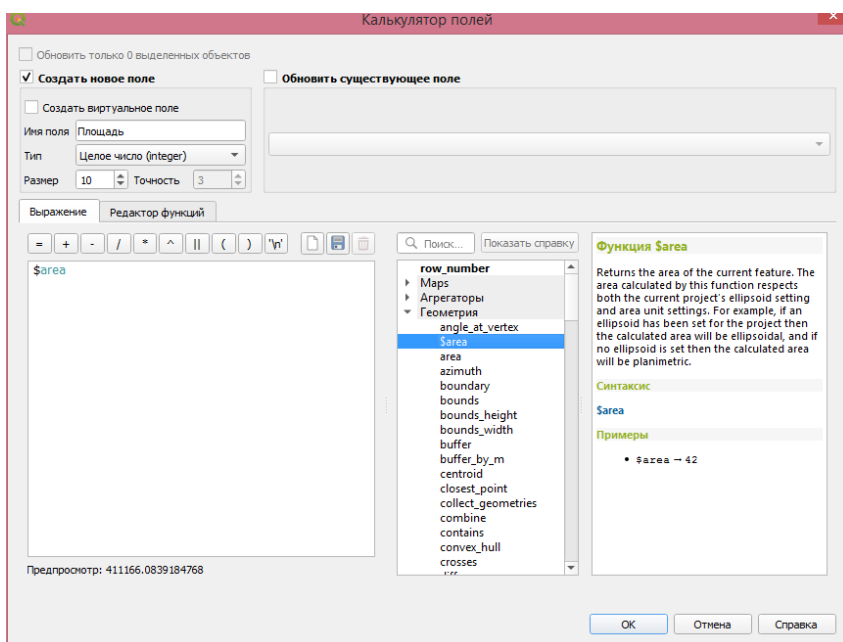 Калькулятор полей
Обновить только 0 выделенных объектов
Создать новое поле
Обновить существующее поле
Создать виртуальное поле
Имя поля Площадь
Тип Целое число (integer)
Размер 10 Точность 3
Выражение Редактор функций
= + - / * ^ || ( ) '\n'
Поиск... Показать справку
$area
row_number
Maps
Агрегаторы
Геометрия
angle_at_vertex
$area
area
azimuth
boundary
bounds
bounds_height
bounds_width
buffer
buffer_by_m
centroid
closest_point
collect_geometries
combine
contains
convex_hull
crosses
Функция $area
Returns the area of the current feature. The
area calculated by this function respects
both the current project's ellipsoid setting
and area unit settings. For example, if an
ellipsoid has been set for the project then
the calculated area will be ellipsoidal, and if
no ellipsoid is set then the calculated area
will be planimetric.
Синтаксис
$area
Примеры
• $area → 42
Предпросмотр: 411166.0839184768
OK Отмена Справка